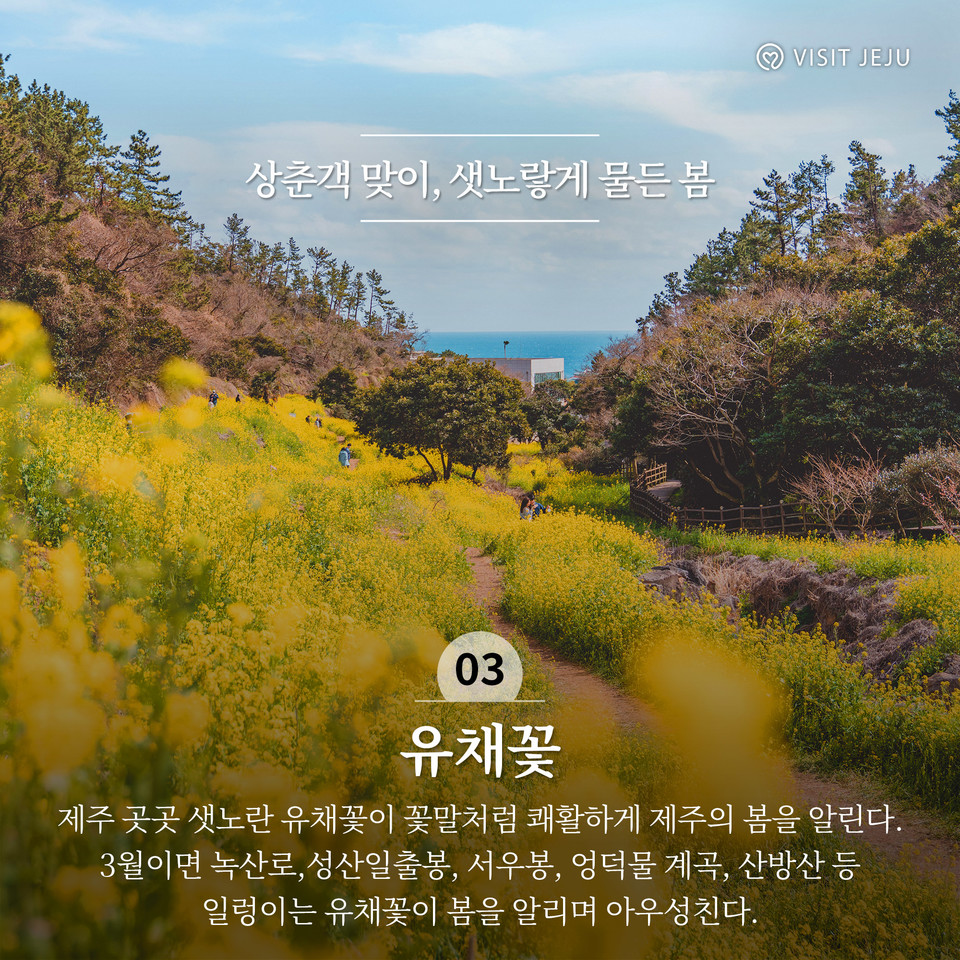 VISIT JEJU
상춘객 맞이, 샛노랗게 물든 봄
03
유채꽃
제주 곳곳 샛노란 유채꽃이 꽃말처럼 쾌활하게 제주의 봄을 알린다.
3월이면 녹산로,성산일출봉, 서우봉, 엉덕물 계곡, 산방산 등
일렁이는 유채꽃이 봄을 알리며 아우성친다.